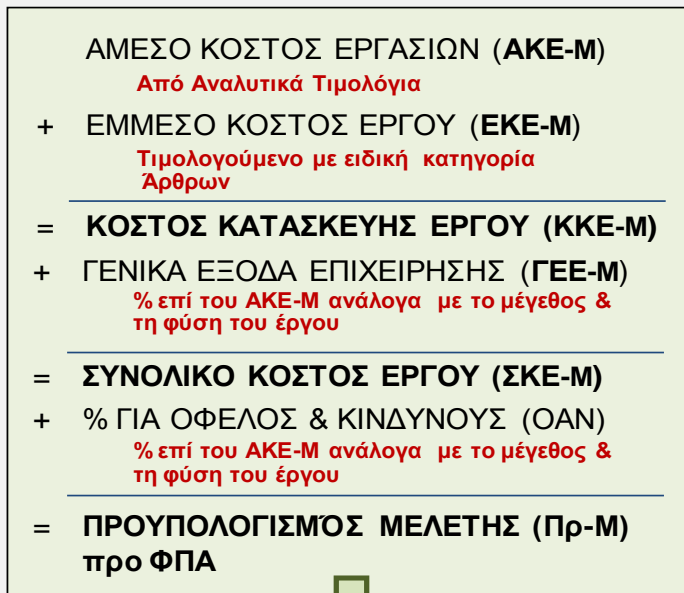 ΑΜΕΣΟ ΚΟΣΤΟΣ ΕΡΓΑΣΙΩΝ (ΑΚΕ-Μ)
Από Αναλυτικά Τιμολόγια
+ ΕΜΜΕΣΟ ΚΟΣΤΟΣ ΕΡΓΟΥ (ΕΚΕ-Μ)
Τιμολογούμενο με ειδική κατηγορία
Άρθρων
= ΚΟΣΤΟΣ ΚΑΤΑΣΚΕΥΗΣ ΕΡΓΟΥ (ΚΚΕ-Μ)
+ ΓΕΝΙΚΑ ΕΞΟΔΑ ΕΠΙΧΕΙΡΗΣΗΣ (ΓΕΕ-Μ)
% επί του ΑΚΕ-Μ ανάλογα με το μέγεθος &
τη φύση του έργου
= ΣΥΝΟΛΙΚΟ ΚΟΣΤΟΣ ΕΡΓΟΥ (ΣΚΕ-Μ)
+ % ΓΙΑ ΟΦΕΛΟΣ & ΚΙΝΔΥΝΟΥΣ (ΟΑΝ)
% επί του ΑΚΕ-Μ ανάλογα με το μέγεθος &
τη φύση του έργου
= ΠΡΟΥΠΟΛΟΓΙΣΜΌΣ ΜΕΛΕΤΗΣ (Πρ-Μ)
προ ΦΠΑ